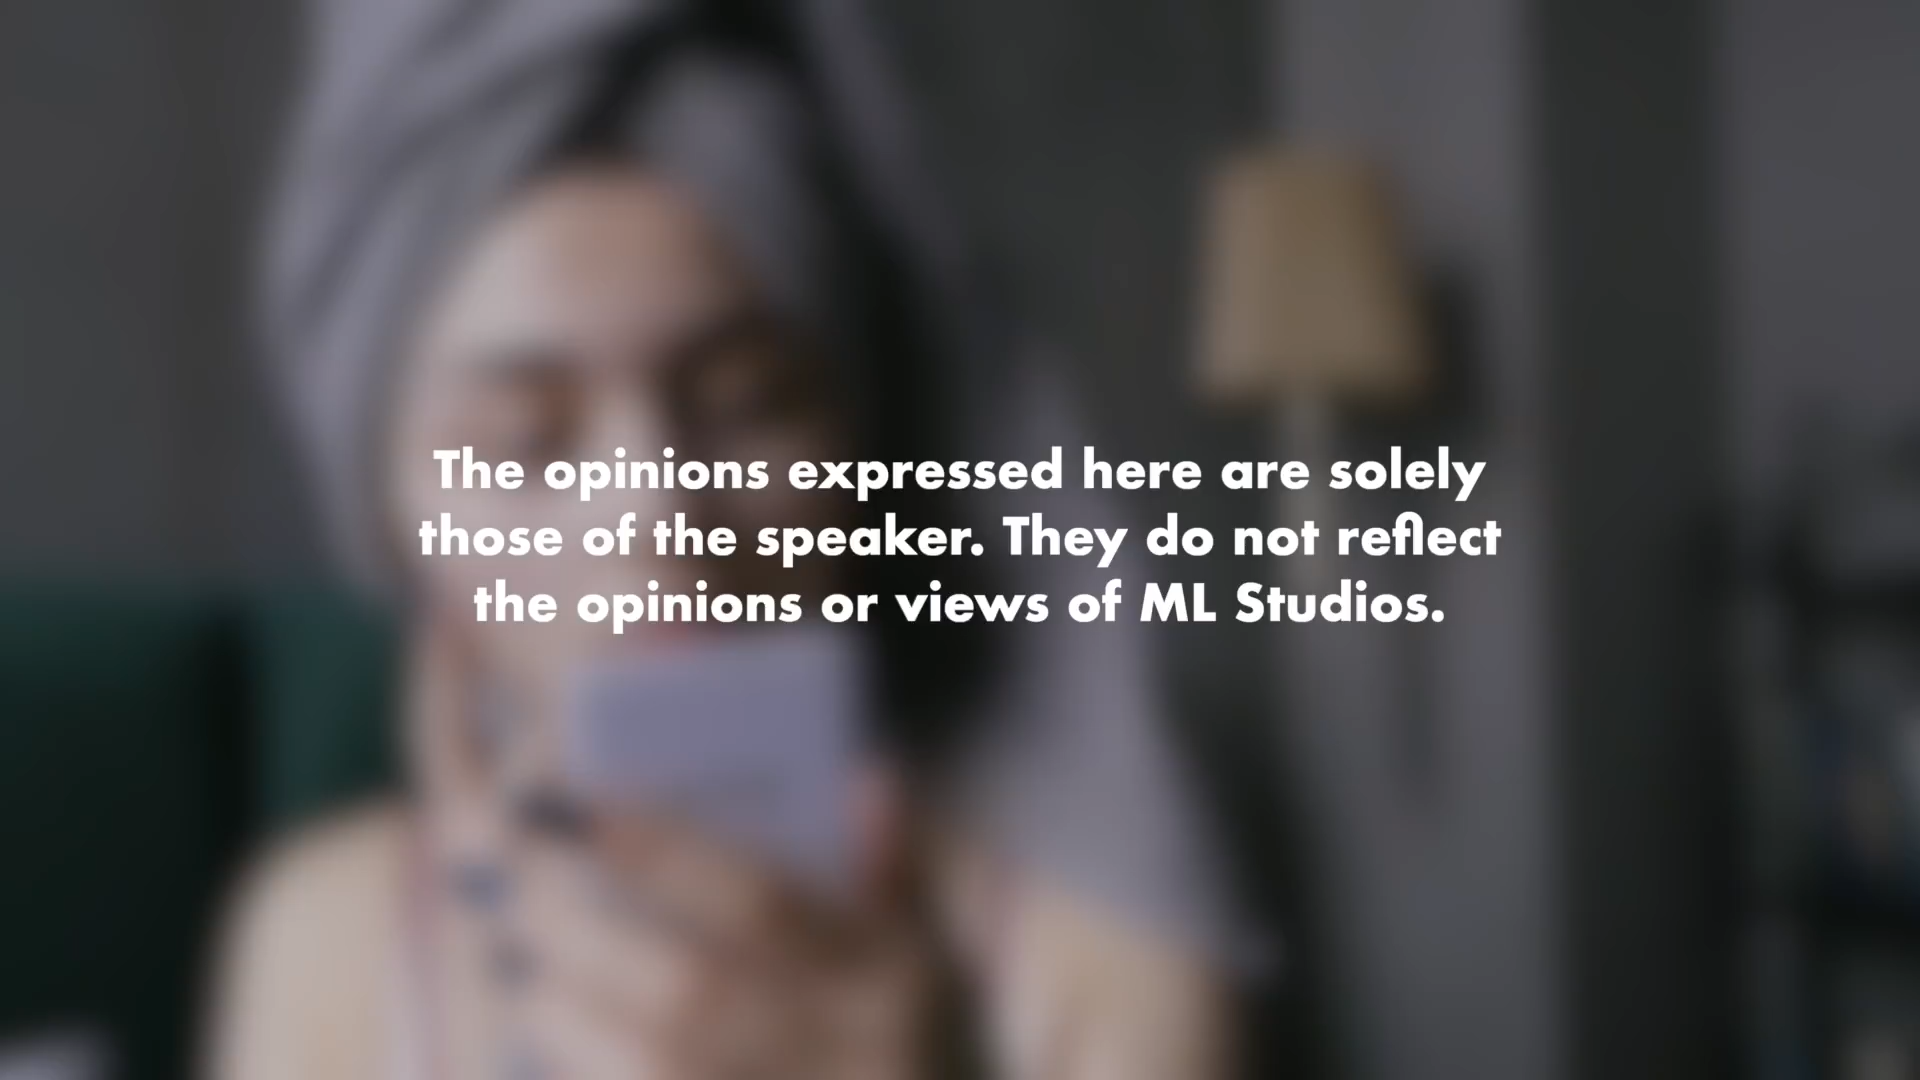 The opinions expressed here are solely
those of the speaker. They do not reflect
the opinions or views of ML Studios.